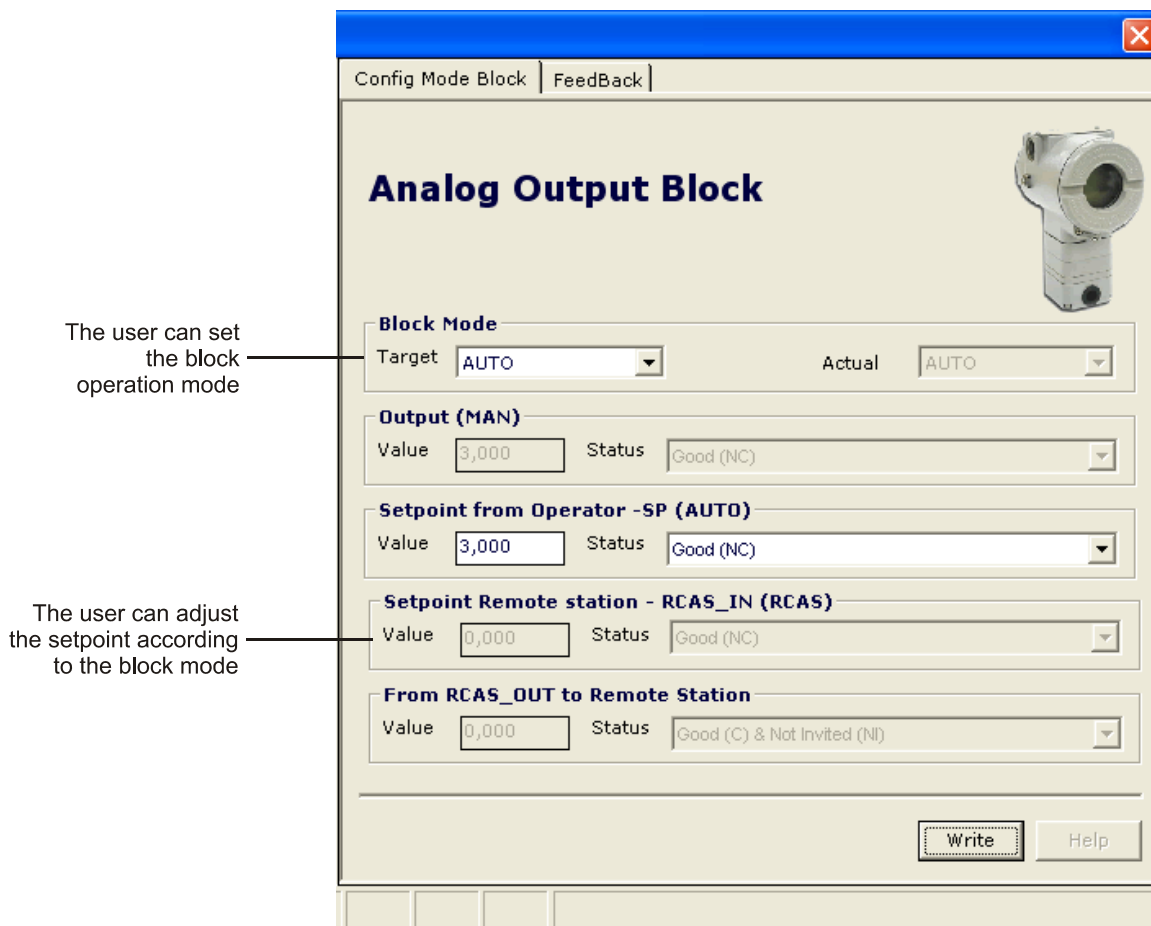 Config Mode Block
FeedBack
Analog Output Block
The user can set
the block
operation mode
Block Mode
Target AUTO Actual AUTO
Output (MAN)
Value 3,000 Status Good (NC)
Setpoint from Operator -SP (AUTO)
Value 3,000 Status Good (NC)
The user can adjust
the setpoint according
to the block mode
Setpoint Remote station - RCAS_IN (RCAS)
Value 0,000 Status Good (NC)
From RCAS_OUT to Remote Station
Value 0,000 Status Good (C) & Not Invited (NI)
Write Help